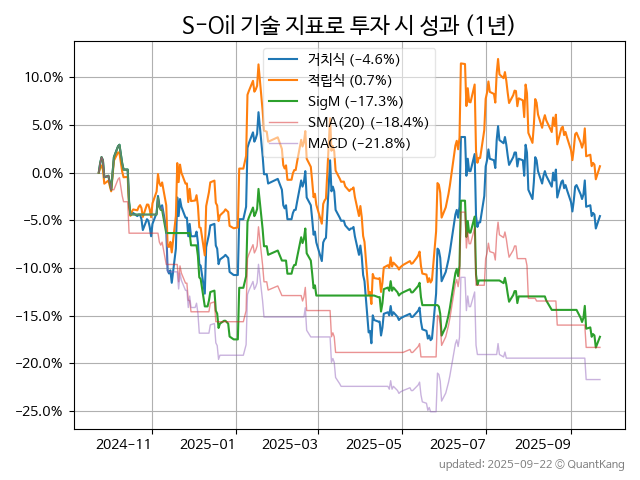 S-Oil 기술 지표로 투자 시 성과 (1년)
거치식 (−4.6%)
적립식 (0.7%)
SigM (−17.3%)
SMA(20) (−18.4%)
MACD (−21.8%)
10.0%
5.0%
0.0%
−5.0%
−10.0%
−15.0%
−20.0%
−25.0%
2024-11 2025-01 2025-03 2025-05 2025-07 2025-09
updated: 2025-09-22 © QuantKang